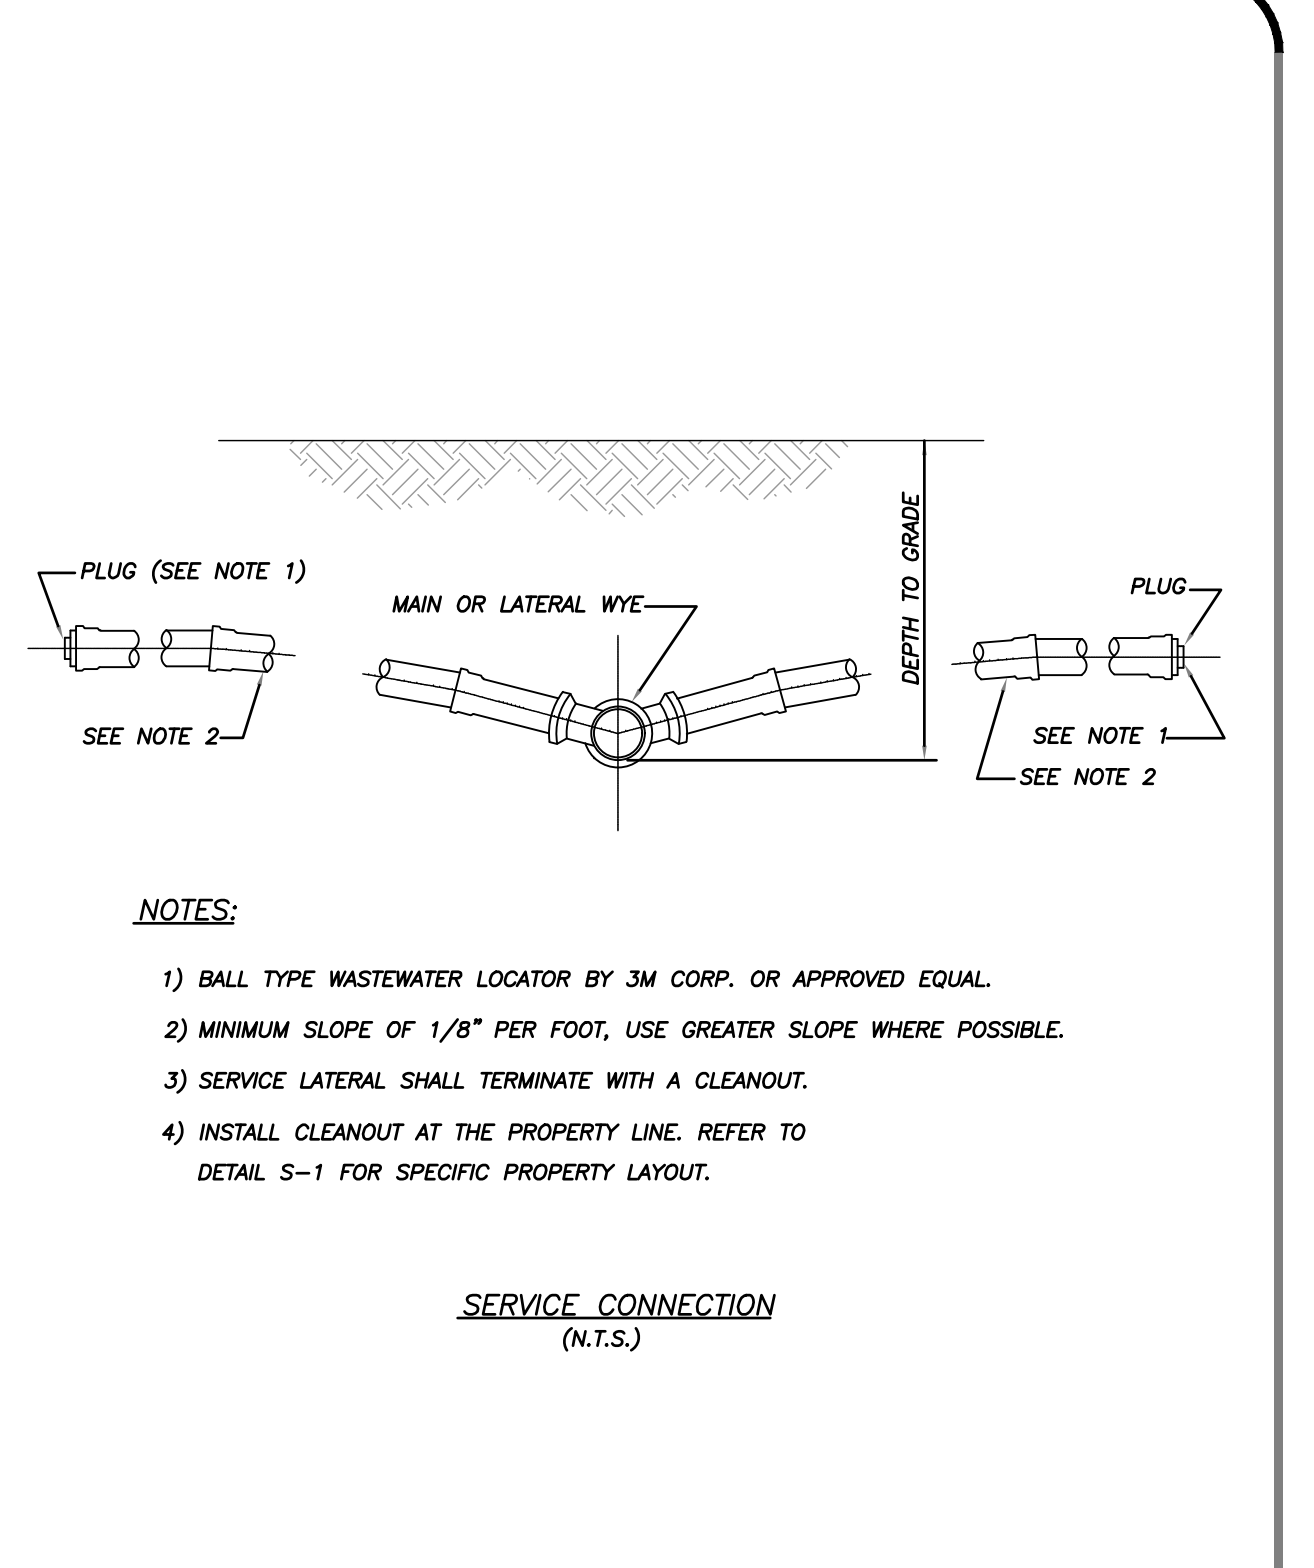 PLUG (SEE NOTE 1)
MAIN OR LATERAL WYE
DEPTH TO GRADE
PLUG
SEE NOTE 2
SEE NOTE 1
SEE NOTE 2
NOTES:
1) BALL TYPE WASTEWATER LOCATOR BY 3M CORP. OR APPROVED EQUAL.
2) MINIMUM SLOPE OF 1/8" PER FOOT, USE GREATER SLOPE WHERE POSSIBLE.
3) SERVICE LATERAL SHALL TERMINATE WITH A CLEANOUT.
4) INSTALL CLEANOUT AT THE PROPERTY LINE. REFER TO
DETAIL S-1 FOR SPECIFIC PROPERTY LAYOUT.
SERVICE CONNECTION
(N.T.S.)